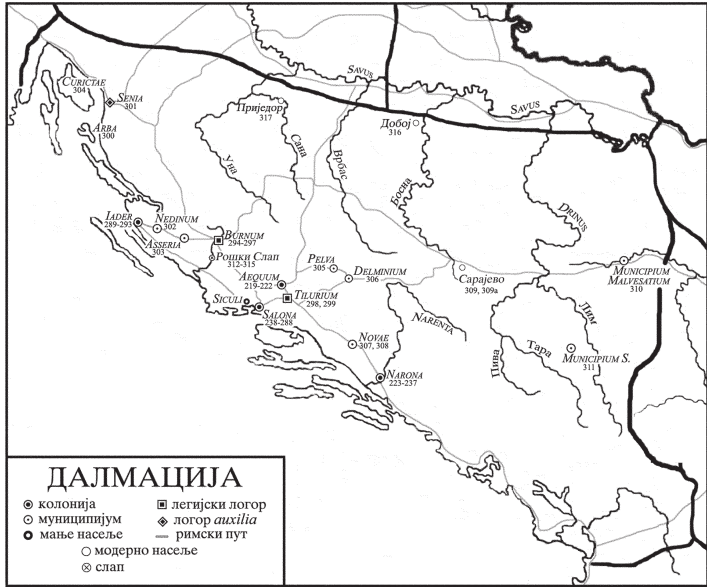 SAVUS
CURICTAE
304
SENIA
301
SAVUS
Приједор
317
Добој
316
ARBA
300
Уна
Сана
Врбас
Босна
DRINUS
IADER
289-293
NEDINUM
302
BURNUM
294-297
ASSERIA
303
Рошки Слап
312-315
PELVA
305
DELMINIUM
306
Сарајево
309, 309a
MUNICIPIUM
MALVESATIUM
310
AEQUUM
219-222
TILURIUM
298, 299
SICULI
SALONA
238-288
NARENTA
Лим
NOVAE
307, 308
Пива
Тара
MUNICIPIUM S.
311
NARONA
223-237
ДАЛМАЦИЈА
колонија
легијски логор
муниципијум
логор auxilia
мање насеље
римски пут
модерно насеље
слап